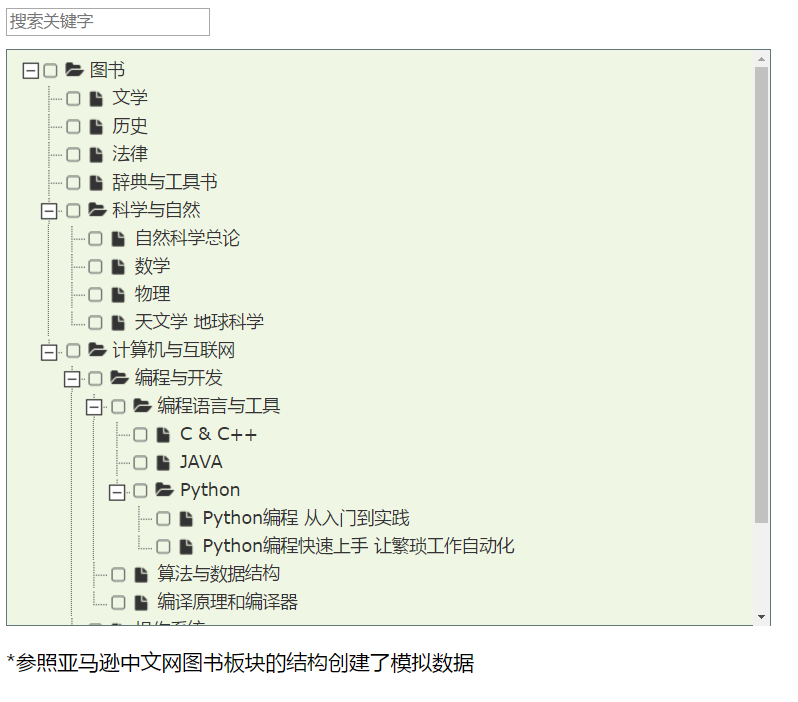 搜索关键字
图书
文学
历史
法律
辞典与工具书
科学与自然
自然科学总论
数学
物理
天文学 地球科学
计算机与互联网
编程与开发
编程语言与工具
C & C++
JAVA
Python
Python编程 从入门到实践
Python编程快速上手 让繁琐工作自动化
算法与数据结构
编译原理和编译器
*参照亚马逊中文网图书板块的结构创建了模拟数据